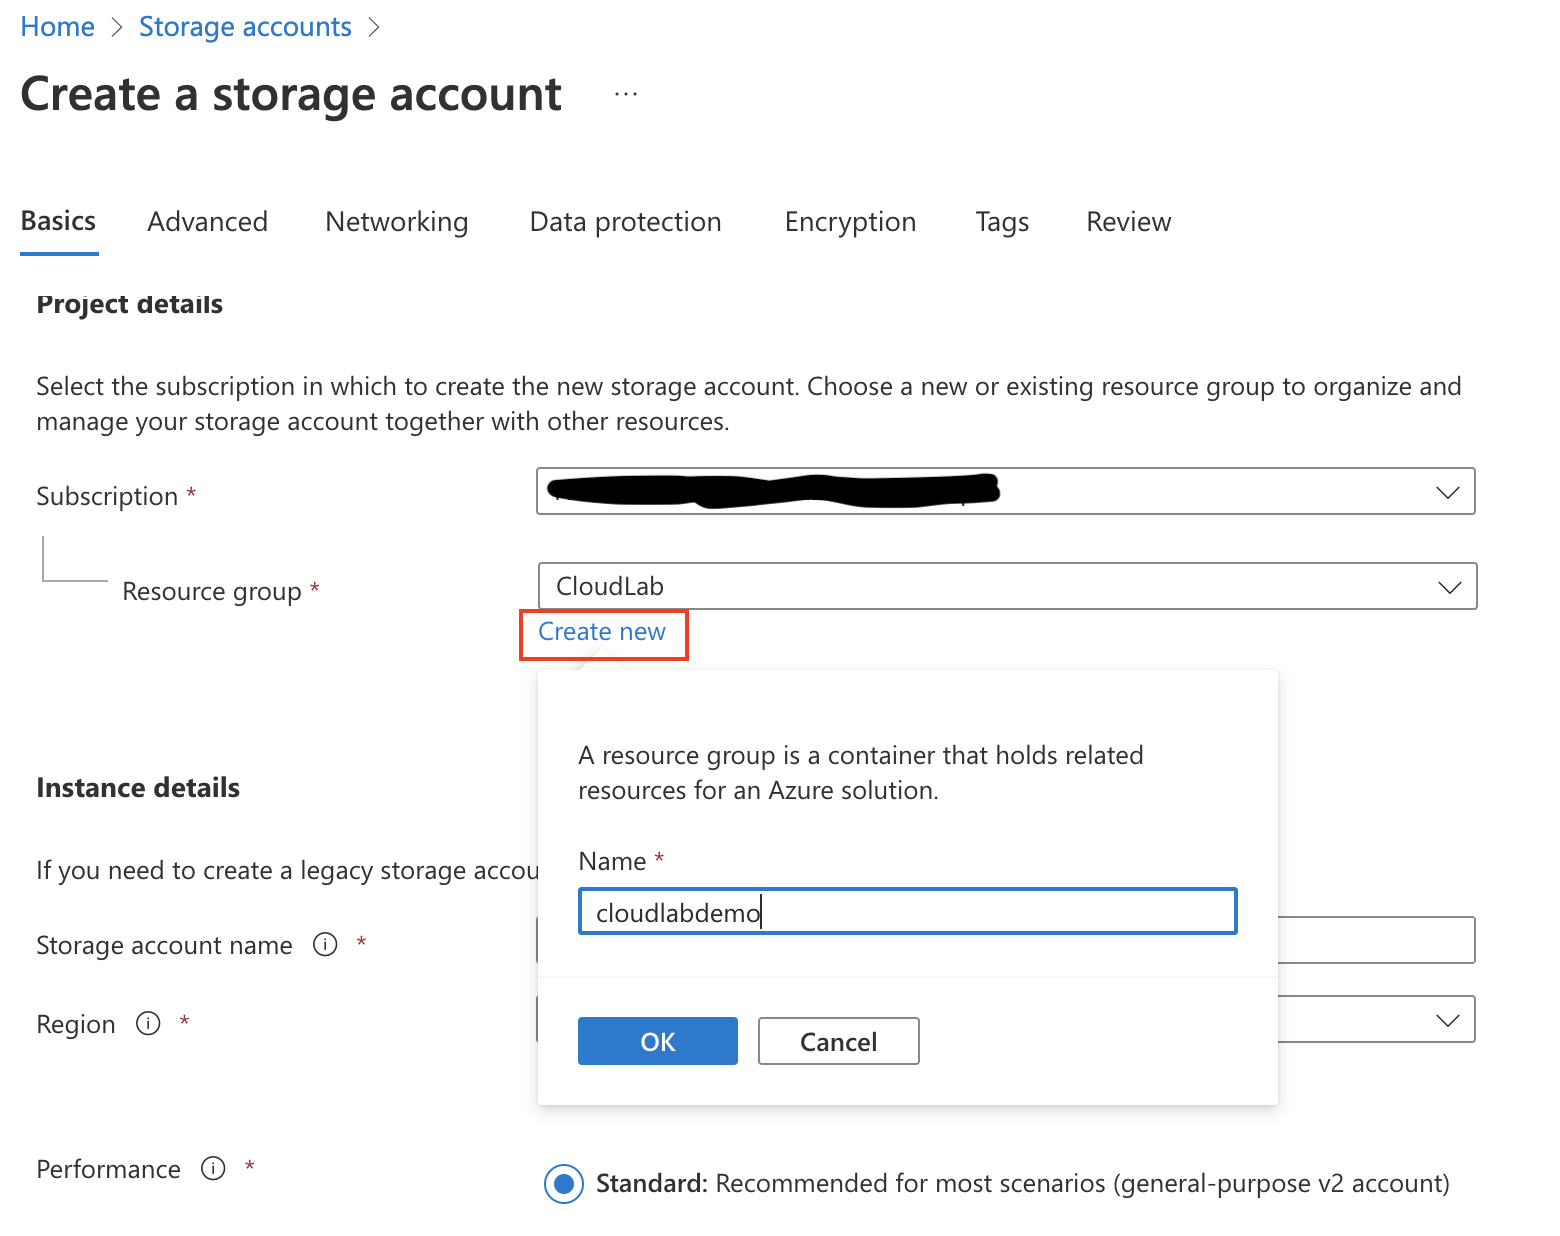 Home > Storage accounts >
Create a storage account ...
Basics Advanced Networking Data protection Encryption Tags Review
Project details
Select the subscription in which to create the new storage account. Choose a new or existing resource group to organize and
manage your storage account together with other resources.
Subscription *
Resource group * CloudLab
Create new
A resource group is a container that holds related
resources for an Azure solution.
Name *
cloudlabdemo
OK Cancel
Instance details
If you need to create a legacy storage accou
Storage account name *
Region *
Performance * Standard: Recommended for most scenarios (general-purpose v2 account)